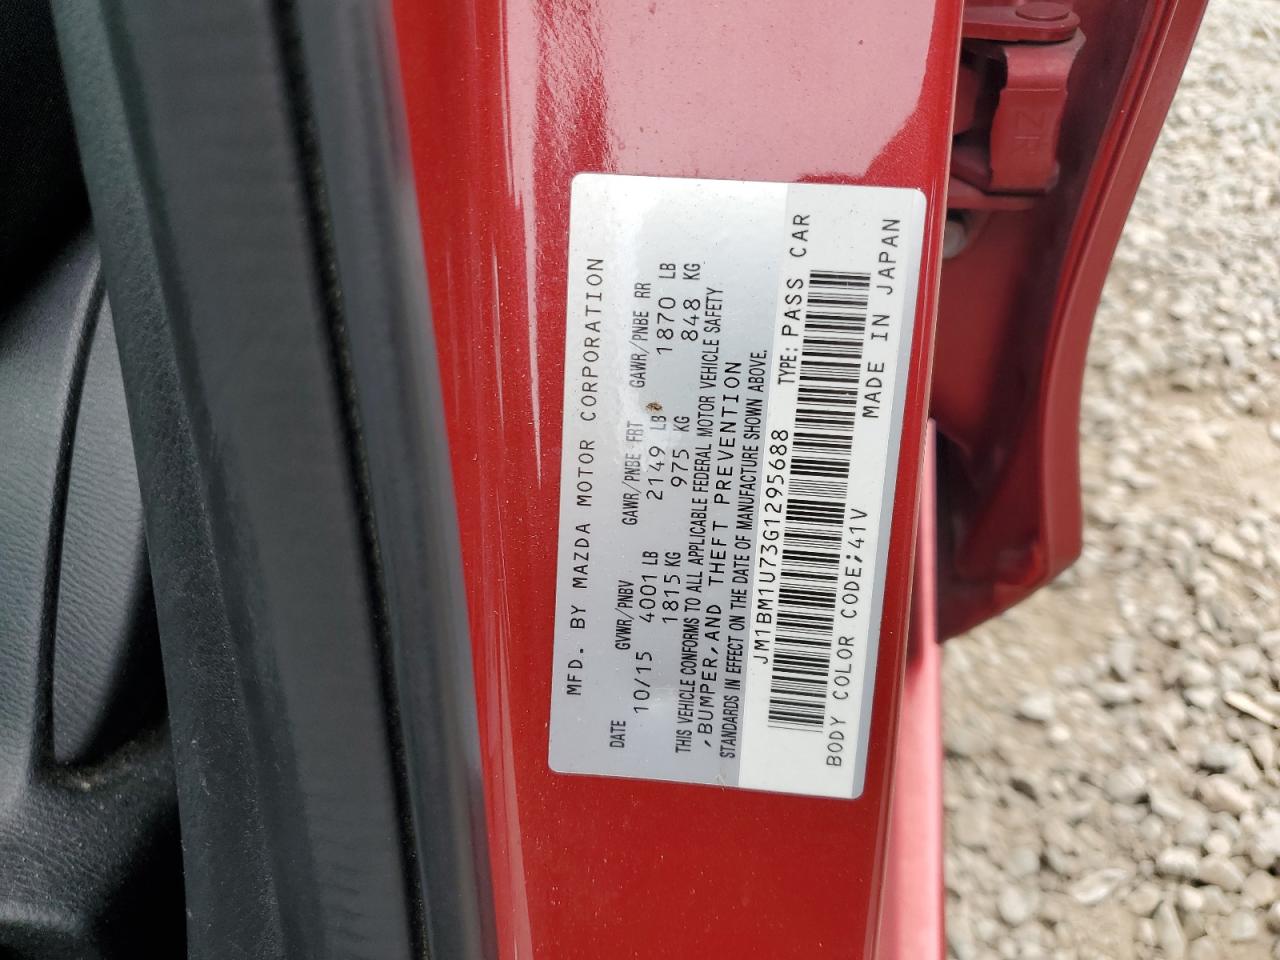 MFD. BY MAZDA MOTOR CORPORATION
DATE GVWR/PNBV GAWR/PNBE FRT GAWR/PNBE RR
10/15 4001 LB 2149 LB 1870 LB
1815 KG 975 KG 848 KG
THIS VEHICLE CONFORMS TO ALL APPLICABLE FEDERAL MOTOR VEHICLE SAFETY
,BUMPER,AND THEFT PREVENTION
STANDARDS IN EFFECT ON THE DATE OF MANUFACTURE SHOWN ABOVE.
JM1BM1U73G1295688 TYPE: PASS CAR
BODY COLOR CODE:41V MADE IN JAPAN